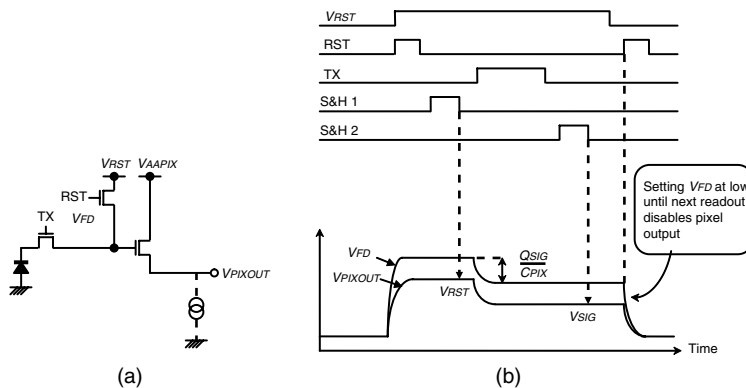 VRST
VAAPIX
RST
TX
VFD
VPIXOUT
(a)
VRST
RST
TX
S&H 1
S&H 2
Setting VFD at low
until next readout
disables pixel
output
VFD
QSIG
CPIX
VPIXOUT
VRST
VSIG
Time
(b)